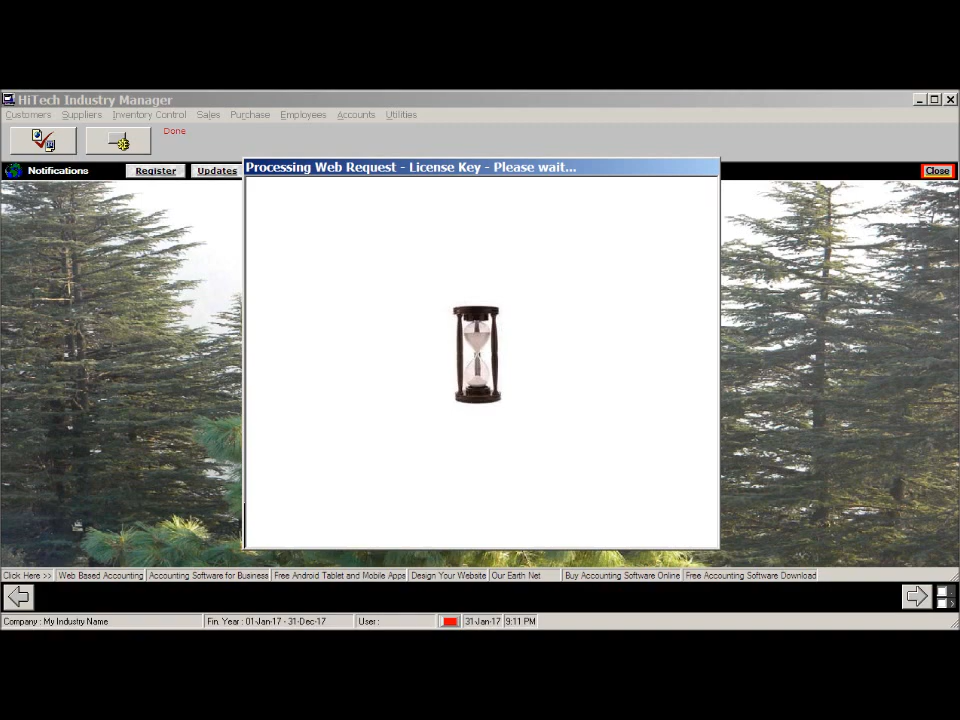 HiTech Industry Manager
Customers Suppliers Inventory Control Sales Purchase Employees Accounts Utilities
Done
Notifications Register Updates Close
Processing Web Request - License Key - Please wait...
Click Here >> Web Based Accounting Accounting Software for Business Free Android Tablet and Mobile Apps Design Your Website Our Earth Net Buy Accounting Software Online Free Accounting Software Download
Company : My Industry Name Fin. Year : 01-Jan-17 - 31-Dec-17 User : 31-Jan-17 9:11 PM